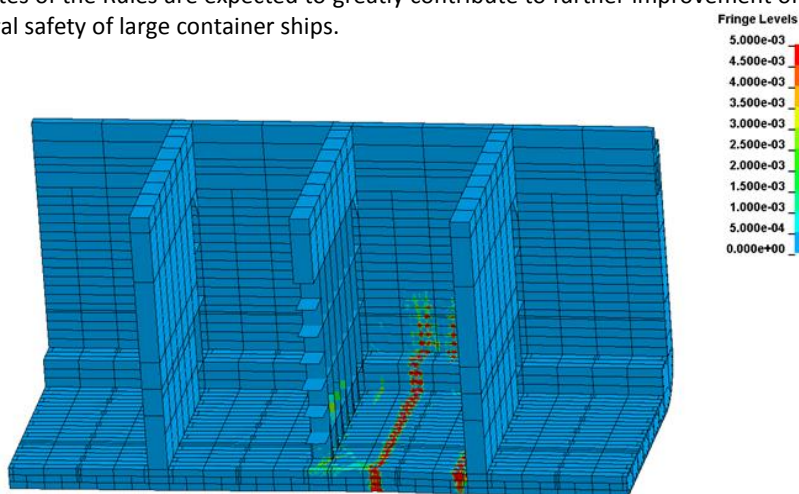 tes of the Rules are expected to greatly contribute to further improvement of
ral safety of large container ships.
Fringe Levels
5.000e-03
4.500e-03
4.000e-03
3.500e-03
3.000e-03
2.500e-03
2.000e-03
1.500e-03
1.000e-03
5.000e-04
0.000e+00